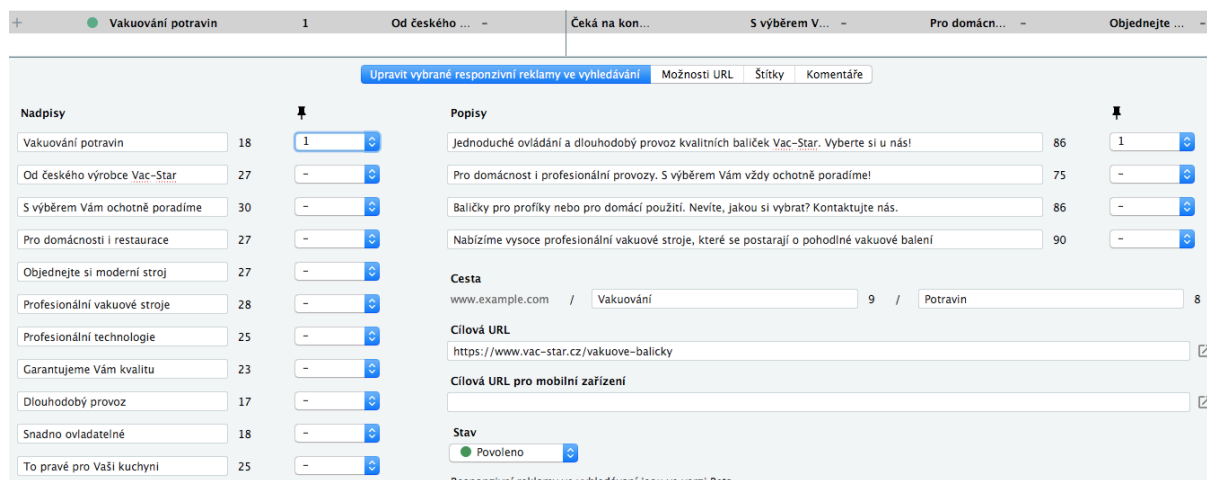 + Vakuování potravin 1 Od českého ... – Čeká na kon... S výběrem V... – Pro domácn... – Objednejte ... –
Upravit vybrané responzivní reklamy ve vyhledávání Možnosti URL Štítky Komentáře
Nadpisy Popisy
Vakuování potravin 18 1 Jednoduché ovládání a dlouhodobý provoz kvalitních baliček Vac-Star. Vyberte si u nás! 86 1
Od českého výrobce Vac-Star 27 – Pro domácnost i profesionální provozy. S výběrem Vám vždy ochotně poradíme! 75 –
S výběrem Vám ochotně poradíme 30 – Baličky pro profíky nebo pro domácí použití. Nevíte, jakou si vybrat? Kontaktujte nás. 86 –
Pro domácnosti i restaurace 27 – Nabízíme vysoce profesionální vakuové stroje, které se postarají o pohodlné vakuové balení 90 –
Objednejte si moderní stroj 27 –
Cesta
Profesionální vakuové stroje 28 – www.example.com / Vakuování 9 / Potravin 8
Cílová URL
Profesionální technologie 25 –
https://www.vac-star.cz/vakuove-balicky
Garantujeme Vám kvalitu 23 –
Cílová URL pro mobilní zařízení
Dlouhodobý provoz 17 –
Snadno ovladatelné 18 –
Stav
Povoleno
To pravé pro Vaši kuchyni 25 –